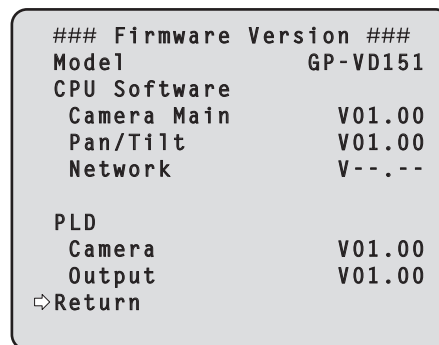 ### Firmware Version ###
Model GP-VD151
CPU Software
Camera Main V01.00
Pan/Tilt V01.00
Network V--.--
PLD
Camera V01.00
Output V01.00
⇨Return